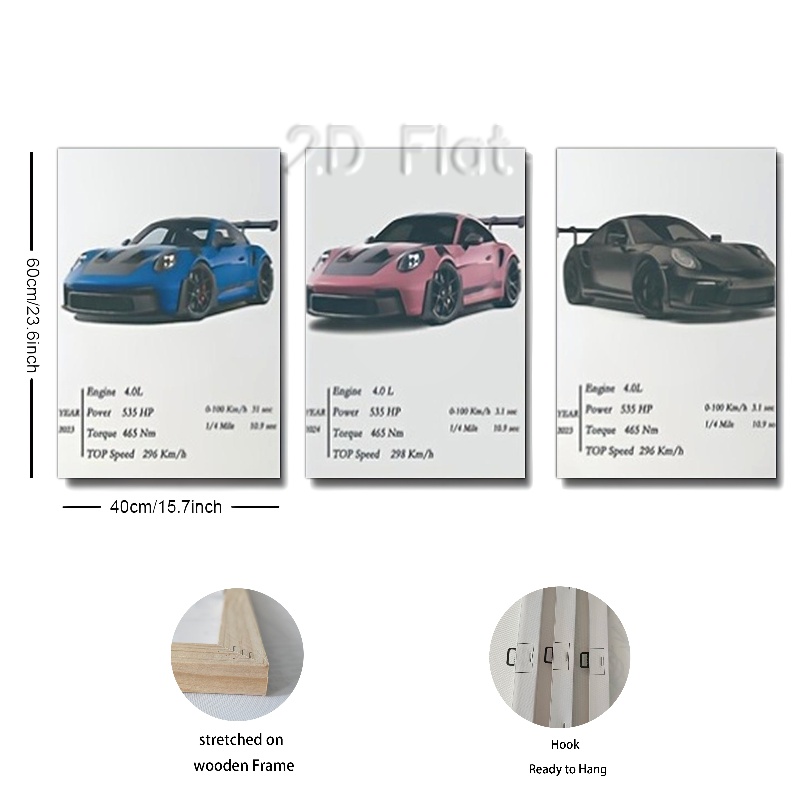 2.D Flat
60cm/23.6inch
Engine 4.0L
YEAR Power 535 HP 0-100 Km/h 31 sec
2023 Torque 465 Nm 1/4 Mile 10.9 sec
TOP Speed 296 Km/h
Engine 4.0 L
YEAR Power 535 HP 0-100 Km/h 3.1 sec
2024 Torque 465 Nm 1/4 Mile 10.9 sec
TOP Speed 298 Km/h
Engine 4.0L
YEAR Power 535 HP 0-100 Km/h 3.1 sec
2023 Torque 465 Nm 1/4 Mile 10.9 se
TOP Speed 296 Km/h
40cm/15.7inch
stretched on
wooden Frame
Hook
Ready to Hang